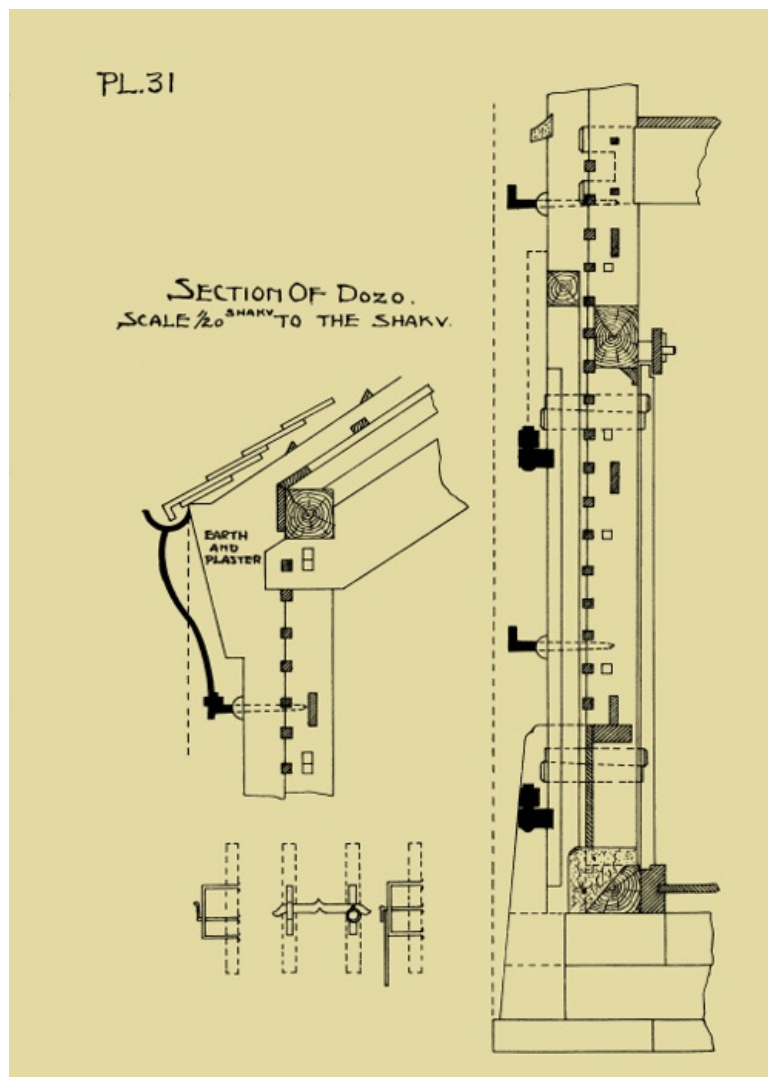 PL.31
SECTION OF DOZO.
SCALE 1/20 SHAKU TO THE SHAKU.
EARTH
AND
PLASTER